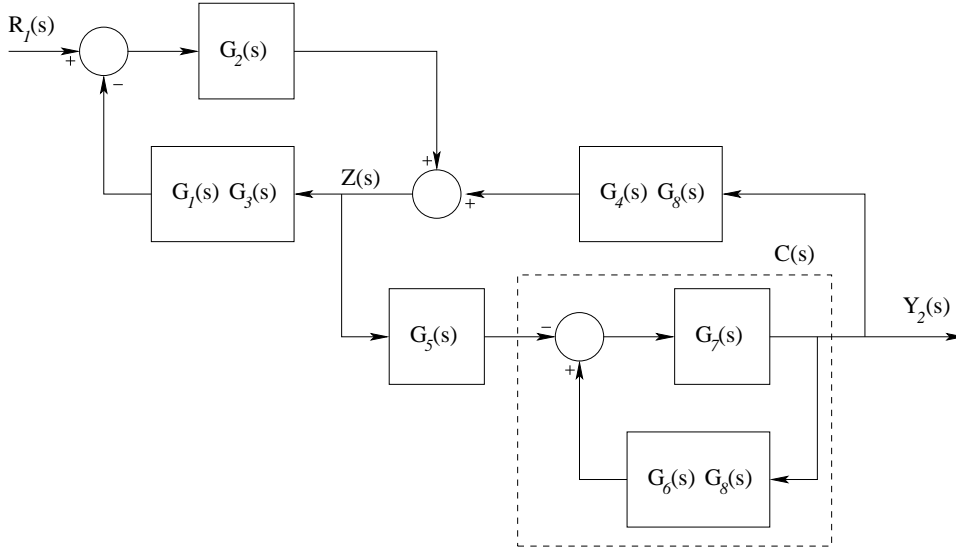 R1(s)
+
−
G2(s)
G1(s) G3(s)
Z(s)
+
+
G4(s) G8(s)
C(s)
G5(s)
−
+
G7(s)
Y2(s)
G6(s) G8(s)